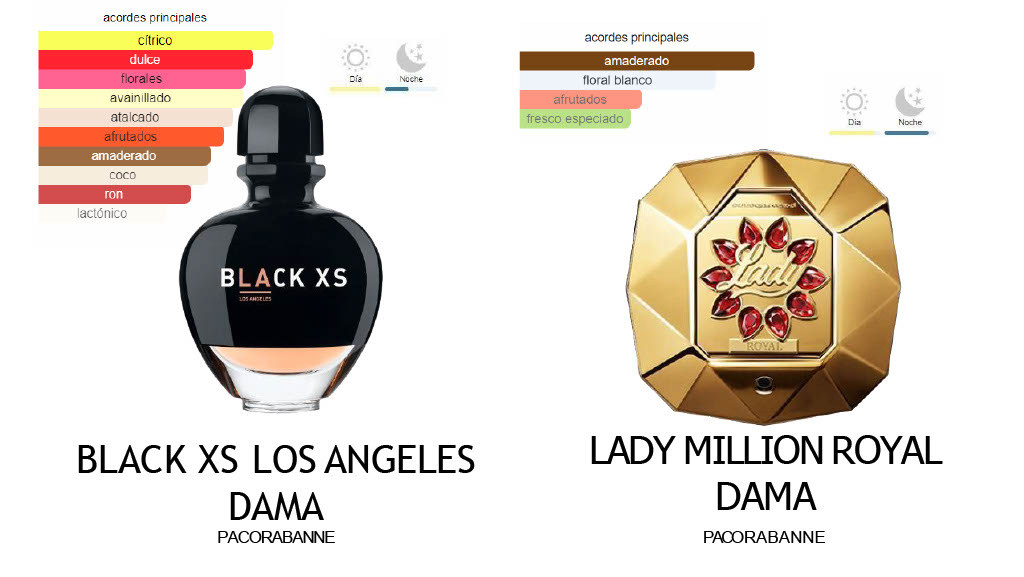 acordes principales
cítrico
dulce
florales
avainillado
atalcado
afrutados
amaderado
coco
ron
lactónico
Día
Noche
BLACK XS
LOS ANGELES
BLACK XS LOS ANGELES
DAMA
PACORABANNE
acordes principales
amaderado
floral blanco
afrutados
fresco especiado
Día
Noche
Lady
ROYAL
LADY MILLION ROYAL
DAMA
PACORABANNE